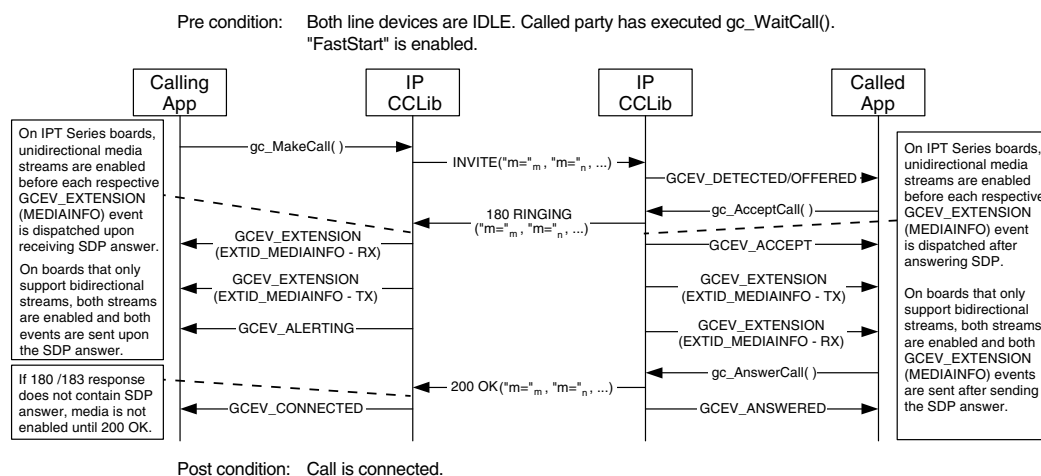 Pre condition: Both line devices are IDLE. Called party has executed gc_WaitCall().
"FastStart" is enabled.
Calling
App
IP
CCLib
IP
CCLib
Called
App
On IPT Series boards,
unidirectional media
streams are enabled
before each respective
GCEV_EXTENSION
(MEDIAINFO) event
is dispatched upon
receiving SDP answer.
On boards that only
support bidirectional
streams, both streams
are enabled and both
events are sent upon
the SDP answer.
If 180 /183 response
does not contain SDP
answer, media is not
enabled until 200 OK.
gc_MakeCall( )
INVITE("m="m, "m="n, ...)
GCEV_DETECTED/OFFERED
gc_AcceptCall( )
180 RINGING
("m="m, "m="n, ...)
GCEV_ACCEPT
GCEV_EXTENSION
(EXTID_MEDIAINFO - RX)
GCEV_EXTENSION
(EXTID_MEDIAINFO - TX)
GCEV_EXTENSION
(EXTID_MEDIAINFO - TX)
GCEV_ALERTING
GCEV_EXTENSION
(EXTID_MEDIAINFO - RX)
gc_AnswerCall( )
200 OK("m="m, "m="n, ...)
GCEV_CONNECTED
GCEV_ANSWERED
On IPT Series boards,
unidirectional media
streams are enabled
before each respective
GCEV_EXTENSION
(MEDIAINFO) event
is dispatched after
answering SDP.
On boards that only
support bidirectional
streams, both streams
are enabled and both
GCEV_EXTENSION
(MEDIAINFO) events
are sent after sending
the SDP answer.
Post condition: Call is connected.